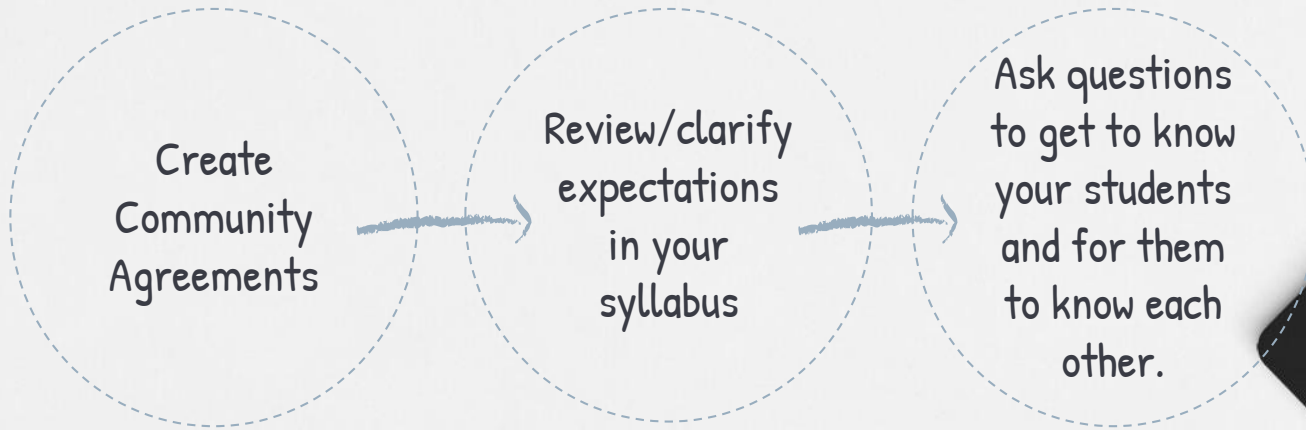 Create
Community
Agreements
Review/clarify
expectations
in your
syllabus
Ask questions
to get to know
your students
and for them
to know each
other.